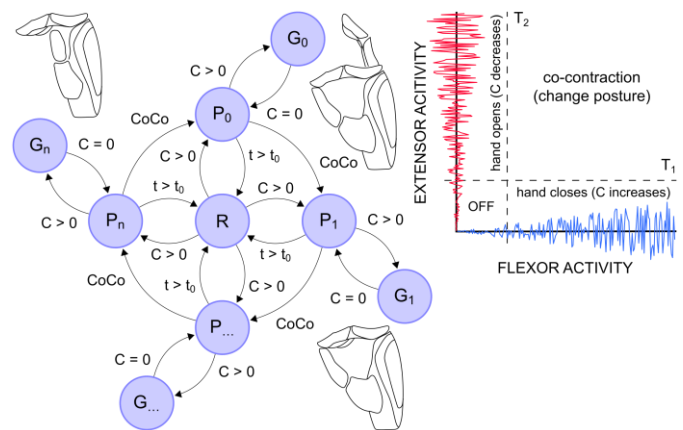 G0
C > 0
C = 0
CoCo
P0
CoCo
Gn
C = 0
C > 0
t > t0
C > 0
Pn
t > t0
R
C > 0
P1
C > 0
C > 0
t > t0
CoCo
t > t0
C > 0
C = 0
G1
P...
CoCo
C = 0
C > 0
G...
EXTENSOR ACITIVITY
hand opens (C decreases)
T2
co-contraction
(change posture)
T1
OFF
hand closes (C increases)
FLEXOR ACTIVITY